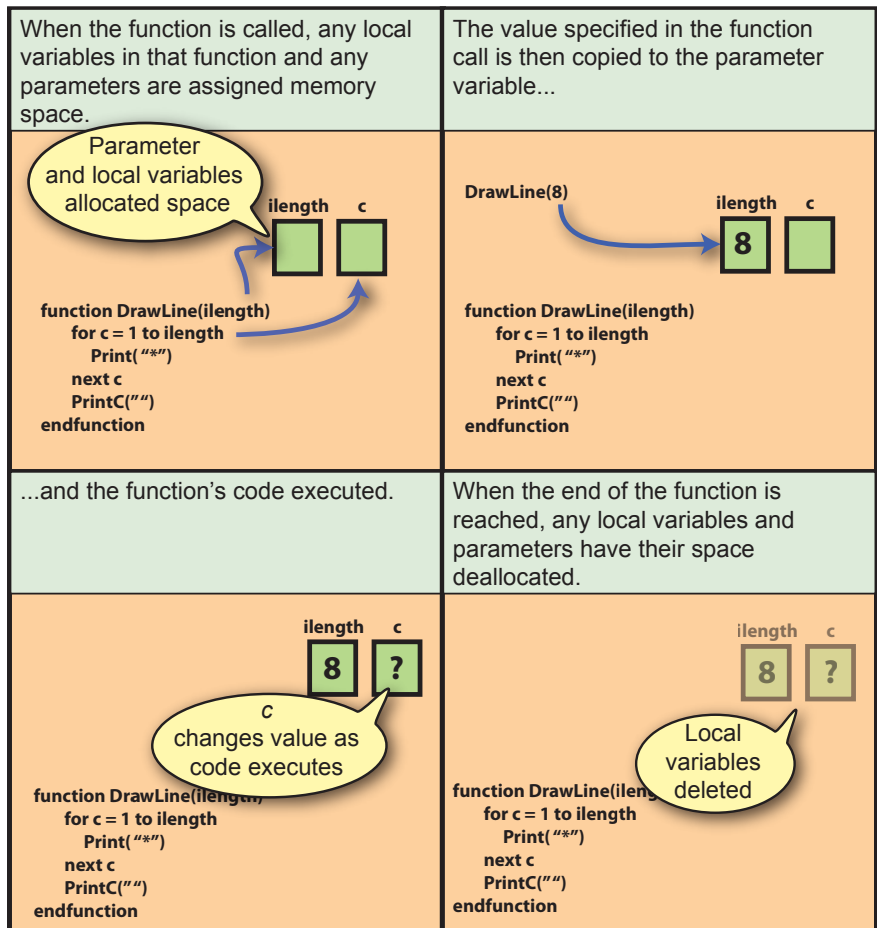 When the function is called, any local
variables in that function and any
parameters are assigned memory
space.
Parameter
and local variables
allocated space
ilength c
function DrawLine(ilength)
for c = 1 to ilength
Print( “*”)
next c
PrintC(”“)
endfunction
The value specified in the function
call is then copied to the parameter
variable...
DrawLine(8)
ilength c
8
function DrawLine(ilength)
for c = 1 to ilength
Print( “*”)
next c
PrintC(”“)
endfunction
...and the function’s code executed.
ilength c
8 ?
c
changes value as
code executes
function DrawLine(ilength)
for c = 1 to ilength
Print( “*”)
next c
PrintC(”“)
endfunction
When the end of the function is
reached, any local variables and
parameters have their space
deallocated.
ilength c
8 ?
Local
variables
deleted
function DrawLine(ileng
for c = 1 to ilength
Print( “*”)
next c
PrintC(”“)
endfunction